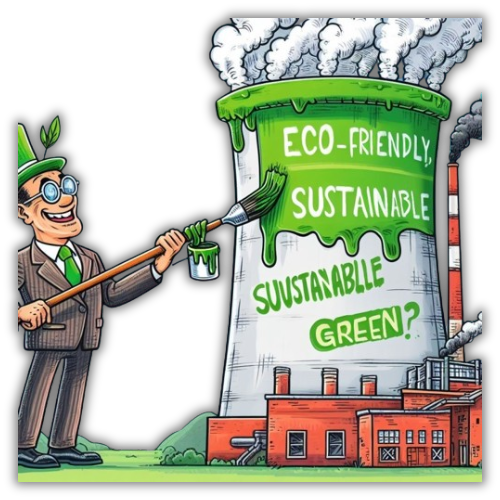 ECO-FRIENDLY,
SUSTAINABLE
SUUSTANABLLE
GREEN?